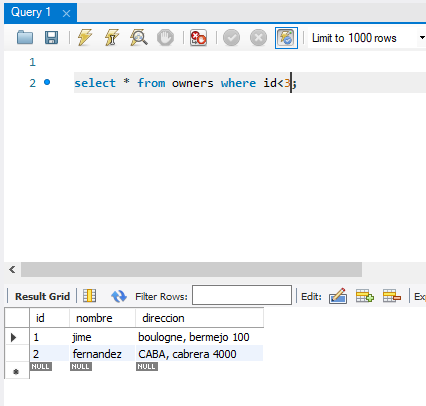 Query 1
Limit to 1000 rows
1
2 select * from owners where id<3;
Result Grid Filter Rows: Edit: Exp
id nombre direccion
1 jime boulogne, bermejo 100
2 fernandez CABA, cabrera 4000
NULL NULL NULL